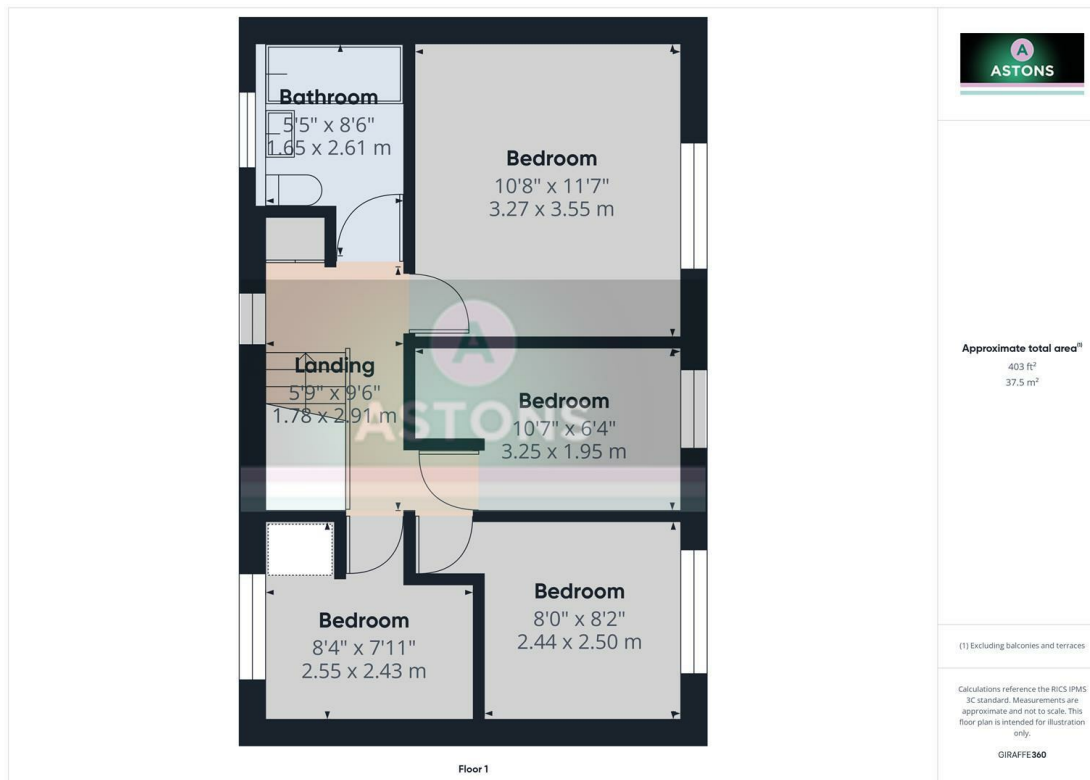 Bathroom
5'5" x 8'6"
1.65 x 2.61 m
Bedroom
10'8" x 11'7"
3.27 x 3.55 m
Landing
5'9" x 9'6"
1.78 x 2.91 m
A
ASTONS
Bedroom
10'7" x 6'4"
3.25 x 1.95 m
Bedroom
8'4" x 7'11"
2.55 x 2.43 m
Bedroom
8'0" x 8'2"
2.44 x 2.50 m
Floor 1
A
ASTONS
Approximate total area(1)
403 ft²
37.5 m²
(1) Excluding balconies and terraces
Calculations reference the RICS IPMS
3C standard. Measurements are
approximate and not to scale. This
floor plan is intended for illustration
only.
GIRAFFE360